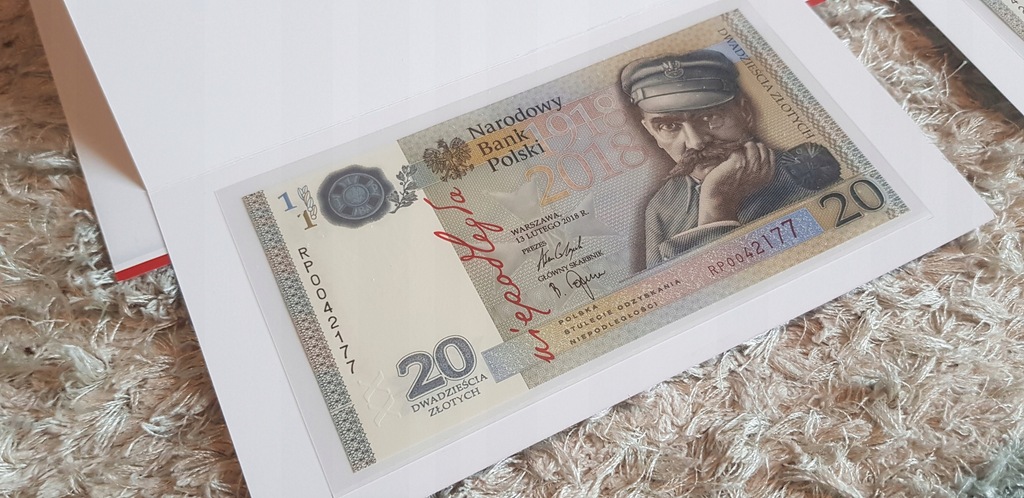 11
1
RP0042177
Narodowy
Bank
Polski
1918
2018
niepodległa
WARSZAWA,
13 LUTEGO 2018 R.
PREZES
GŁÓWNY SKARBNIK
20
DWADZIEŚCIA
ZŁOTYCH
POLSKA
STULECIE ODZYSKANIA
NIEPODLEGŁOŚCI
RP0042177
20
DWADZIEŚCIA ZŁOTYCH